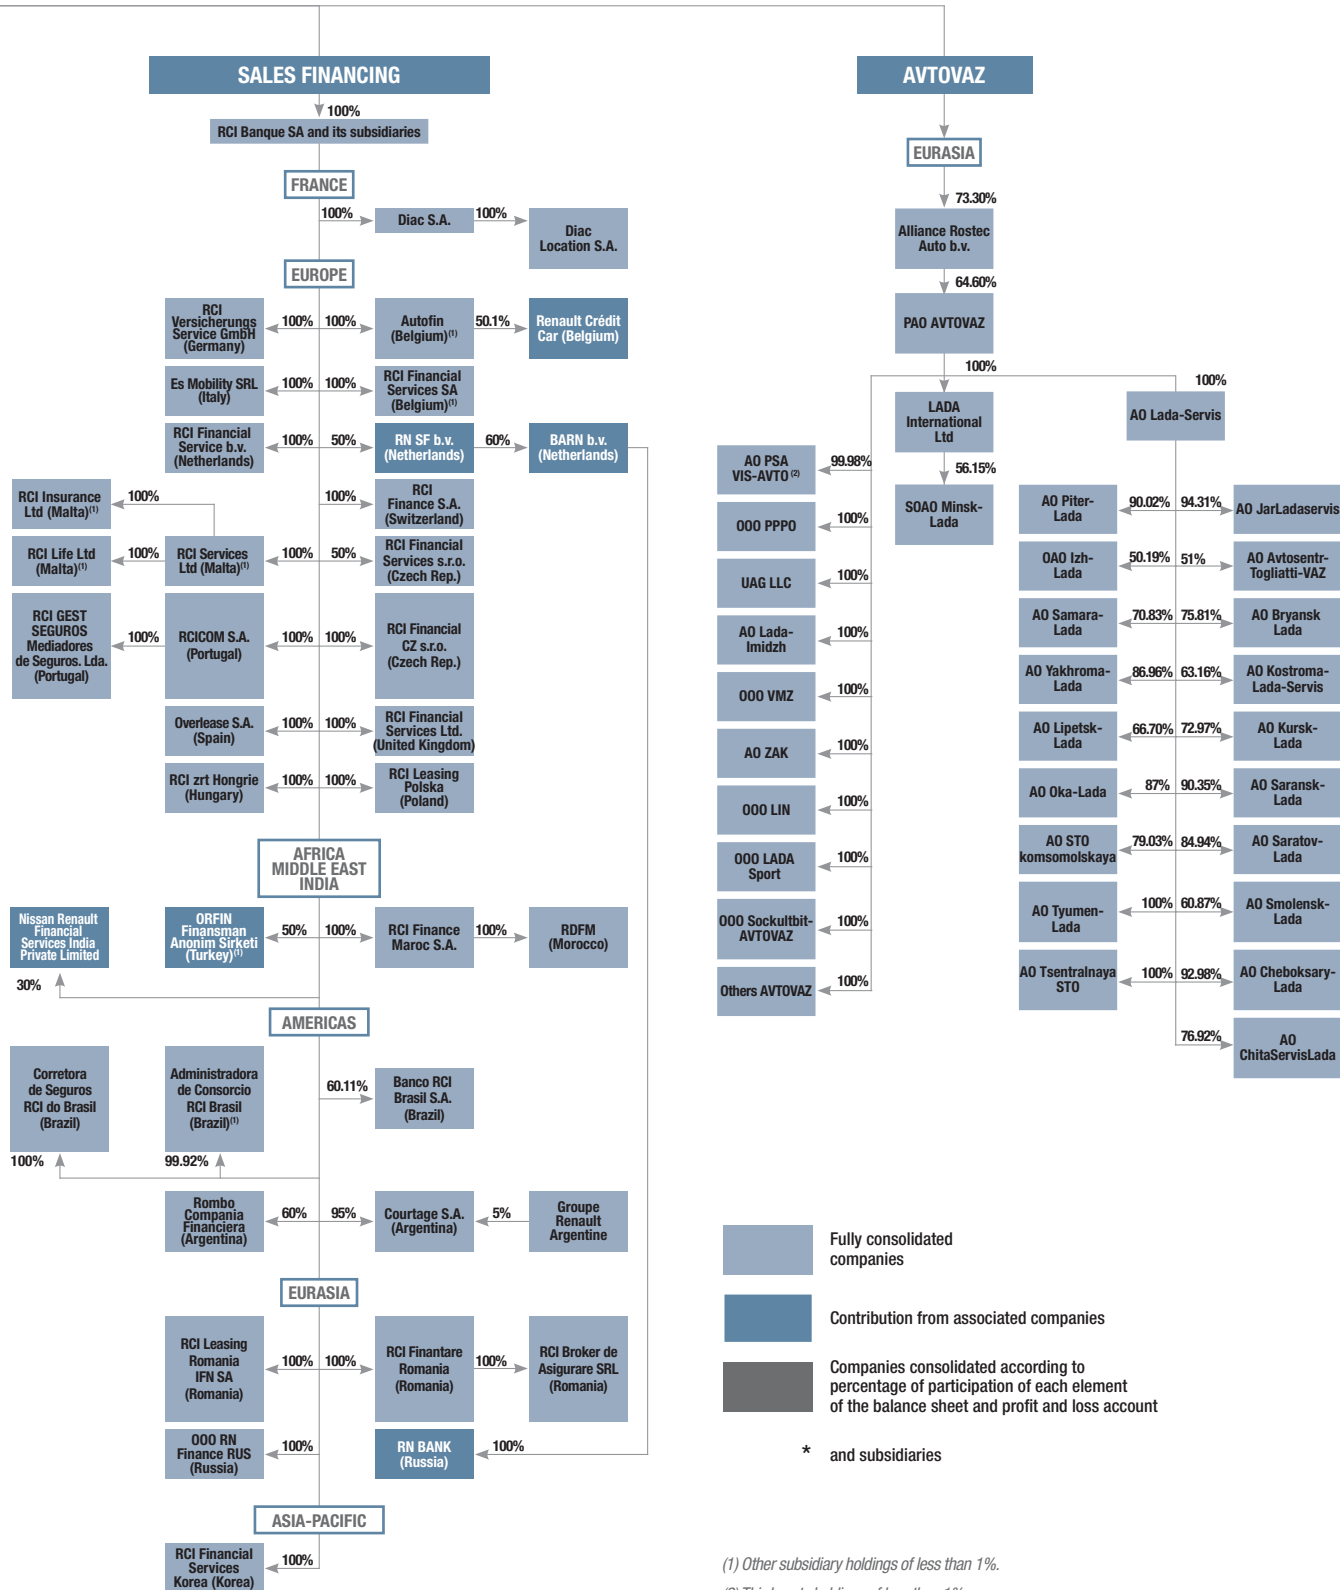 SALES FINANCING
100%
RCI Banque SA and its subsidiaries
FRANCE
100%
Diac S.A.
100%
Diac
Location S.A.
EUROPE
RCI
Versicherungs
Service GmbH
(Germany)
100%
100%
Autofin
(Belgium)(1)
50.1%
Renault Crédit
Car (Belgium)
Es Mobility SRL
(Italy)
100%
100%
RCI Financial
Services SA
(Belgium)(1)
RCI Financial
Service b.v.
(Netherlands)
100%
50%
RN SF b.v.
(Netherlands)
60%
BARN b.v.
(Netherlands)
RCI Insurance
Ltd (Malta)(1)
100%
100%
RCI
Finance S.A.
(Switzerland)
RCI Life Ltd
(Malta)(1)
100%
RCI Services
Ltd (Malta)(1)
100%
50%
RCI Financial
Services s.r.o.
(Czech Rep.)
RCI GEST
SEGUROS
Mediadores
de Seguros. Lda.
(Portugal)
100%
RCICOM S.A.
(Portugal)
100%
100%
RCI Financial
CZ s.r.o.
(Czech Rep.)
Overlease S.A.
(Spain)
100%
100%
RCI Financial
Services Ltd.
(United Kingdom)
RCI zrt Hongrie
(Hungary)
100%
100%
RCI Leasing
Polska
(Poland)
AFRICA
MIDDLE EAST
INDIA
Nissan Renault
Financial
Services India
Private Limited
30%
ORFIN
Finansman
Anonim Sirketi
(Turkey)(1)
50%
100%
RCI Finance
Maroc S.A.
100%
RDFM
(Morocco)
AMERICAS
Corretora
de Seguros
RCI do Brasil
(Brazil)
100%
Administradora
de Consorcio
RCI Brasil
(Brazil)(1)
99.92%
60.11%
Banco RCI
Brasil S.A.
(Brazil)
Rombo
Compania
Financiera
(Argentina)
60%
95%
Courtage S.A.
(Argentina)
5%
Groupe
Renault
Argentine
EURASIA
RCI Leasing
Romania
IFN SA
(Romania)
100%
100%
RCI Finantare
Romania
(Romania)
100%
RCI Broker de
Asigurare SRL
(Romania)
OOO RN
Finance RUS
(Russia)
100%
RN BANK
(Russia)
100%
ASIA-PACIFIC
RCI Financial
Services
Korea (Korea)
100%
AVTOVAZ
EURASIA
73.30%
Alliance Rostec
Auto b.v.
64.60%
PAO AVTOVAZ
100%
100%
LADA
International
Ltd
AO Lada-Servis
56.15%
SOAO Minsk-
Lada
AO PSA
VIS-AVTO (2)
99.98%
OOO PPPO
100%
UAG LLC
100%
AO Lada-
Imidzh
100%
OOO VMZ
100%
AO ZAK
100%
OOO LIN
100%
OOO LADA
Sport
100%
OOO Sockultbit-
AVTOVAZ
100%
Others AVTOVAZ
100%
AO Piter-
Lada
90.02%
94.31%
AO JarLadaservis
OAO Izh-
Lada
50.19%
51%
AO Avtosentr-
Togliatti-VAZ
AO Samara-
Lada
70.83%
75.81%
AO Bryansk
Lada
AO Yakhroma-
Lada
86.96%
63.16%
AO Kostroma-
Lada-Servis
AO Lipetsk-
Lada
66.70%
72.97%
AO Kursk-
Lada
AO Oka-Lada
87%
90.35%
AO Saransk-
Lada
AO STO
komsomolskaya
79.03%
84.94%
AO Saratov-
Lada
AO Tyumen-
Lada
100%
60.87%
AO Smolensk-
Lada
AO Tsentralnaya
STO
100%
92.98%
AO Cheboksary-
Lada
76.92%
AO
ChitaServisLada
Fully consolidated
companies
Contribution from associated companies
Companies consolidated according to
percentage of participation of each element
of the balance sheet and profit and loss account
* and subsidiaries
(1) Other subsidiary holdings of less than 1%.